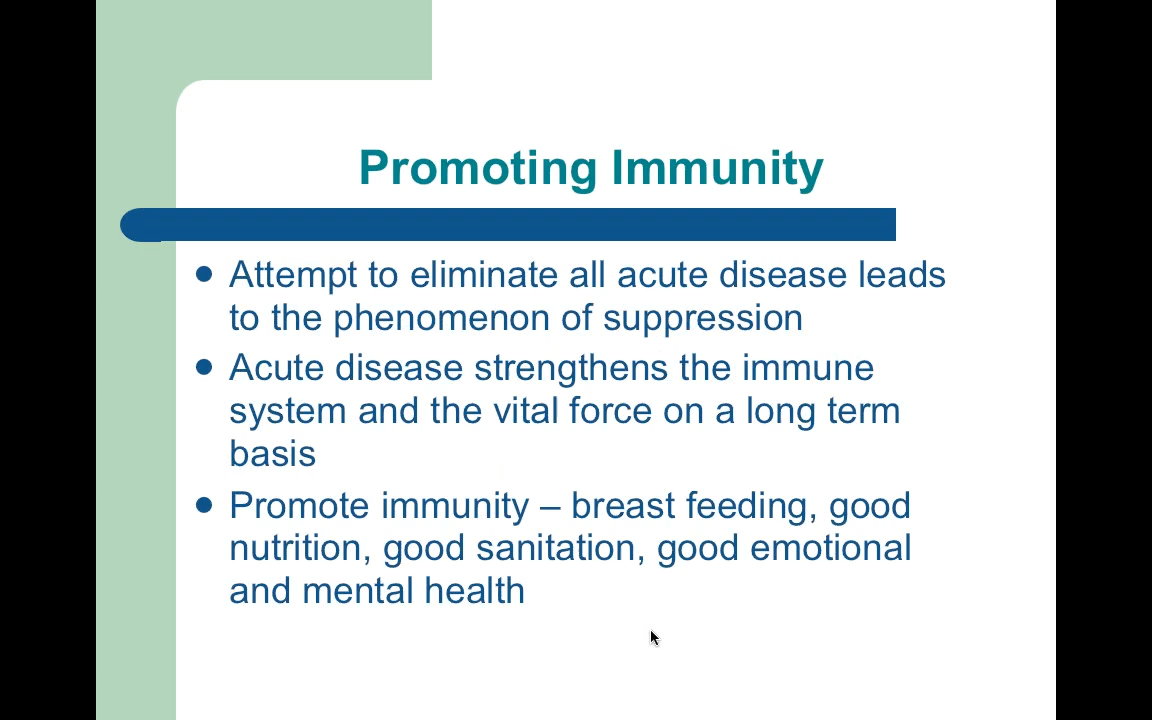 Promoting Immunity
Attempt to eliminate all acute disease leads
to the phenomenon of suppression
Acute disease strengthens the immune
system and the vital force on a long term
basis
Promote immunity – breast feeding, good
nutrition, good sanitation, good emotional
and mental health